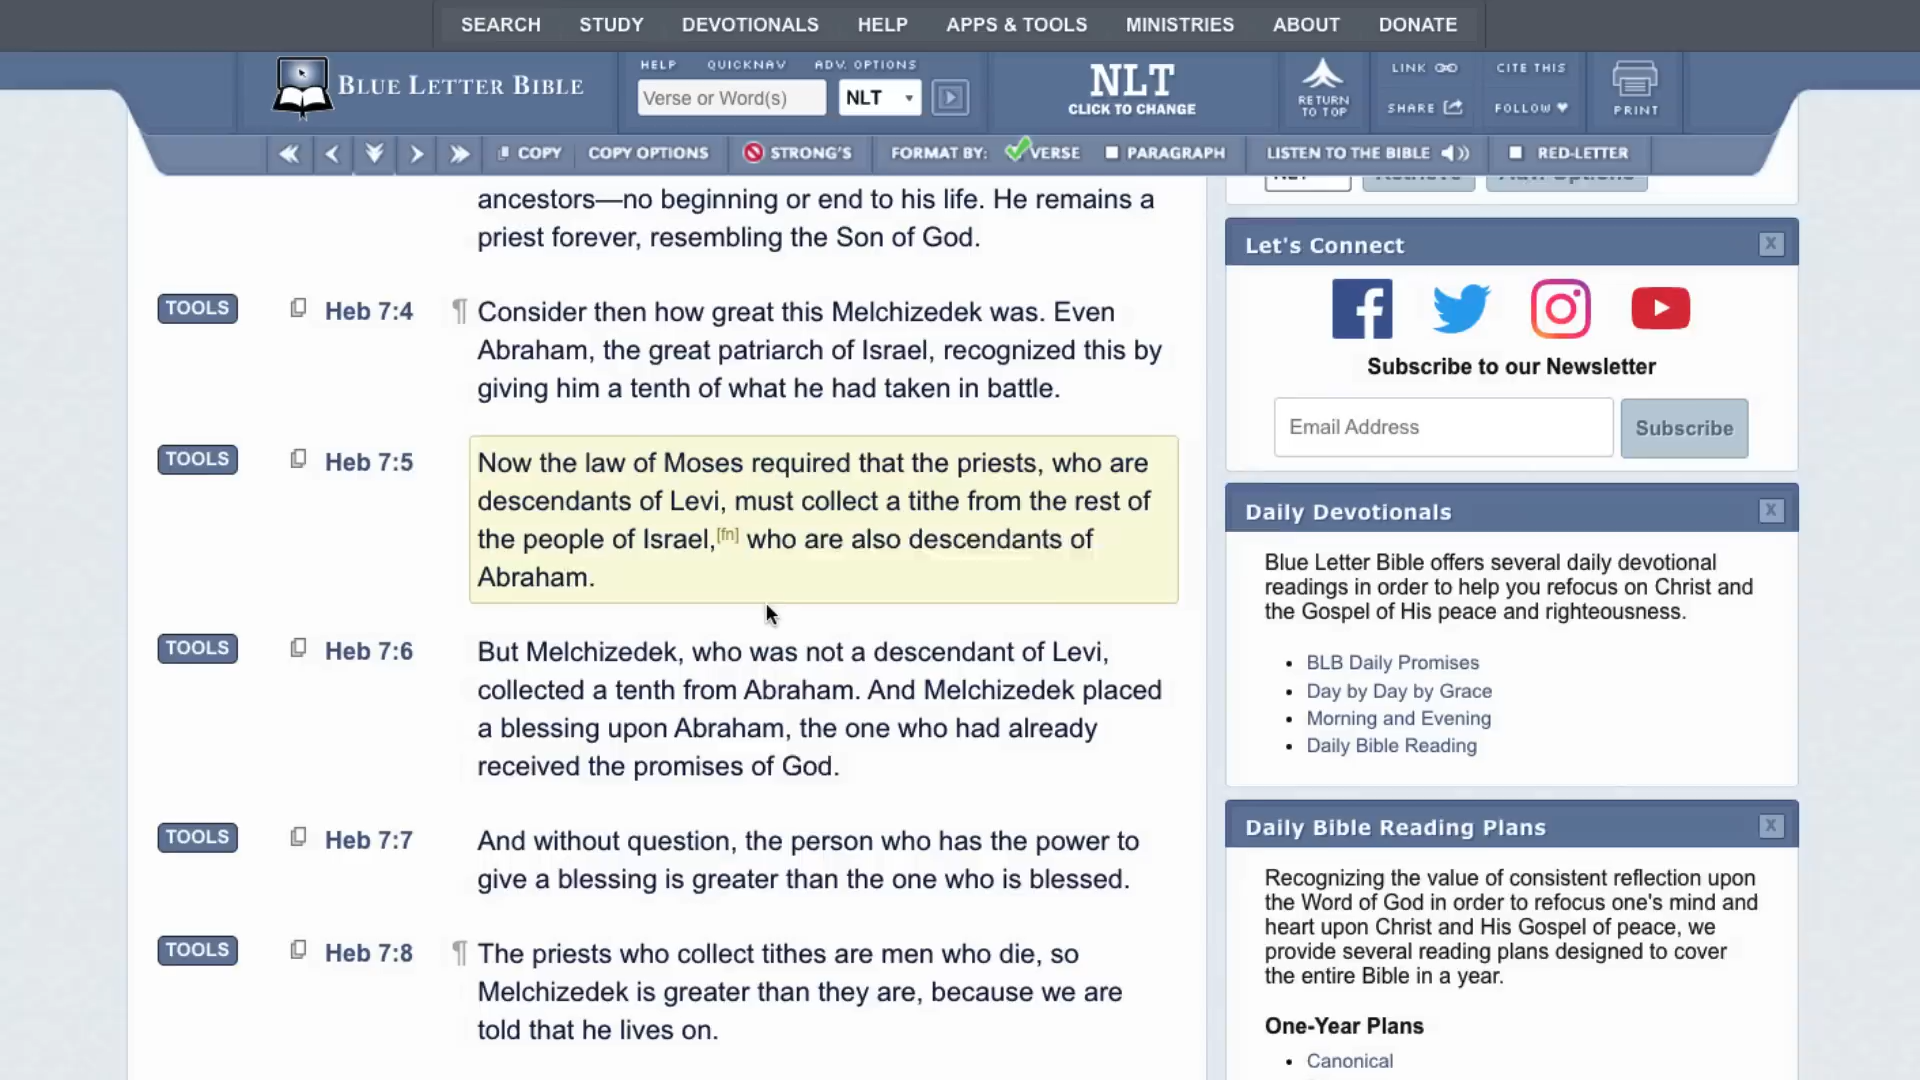 SEARCH STUDY DEVOTIONALS HELP APPS & TOOLS MINISTRIES ABOUT DONATE
BLUE LETTER BIBLE
HELP QUICKNAV ADV. OPTIONS
Verse or Word(s) NLT
NLT
CLICK TO CHANGE
RETURN
TO TOP
LINK
SHARE
CITE THIS
FOLLOW
PRINT
COPY COPY OPTIONS STRONG'S FORMAT BY: VERSE PARAGRAPH LISTEN TO THE BIBLE RED-LETTER
ancestors—no beginning or end to his life. He remains a
priest forever, resembling the Son of God.
TOOLS Heb 7:4 ¶ Consider then how great this Melchizedek was. Even
Abraham, the great patriarch of Israel, recognized this by
giving him a tenth of what he had taken in battle.
TOOLS Heb 7:5 Now the law of Moses required that the priests, who are
descendants of Levi, must collect a tithe from the rest of
the people of Israel,[fn] who are also descendants of
Abraham.
TOOLS Heb 7:6 But Melchizedek, who was not a descendant of Levi,
collected a tenth from Abraham. And Melchizedek placed
a blessing upon Abraham, the one who had already
received the promises of God.
TOOLS Heb 7:7 And without question, the person who has the power to
give a blessing is greater than the one who is blessed.
TOOLS Heb 7:8 ¶ The priests who collect tithes are men who die, so
Melchizedek is greater than they are, because we are
told that he lives on.
Let's Connect X
Subscribe to our Newsletter
Email Address Subscribe
Daily Devotionals X
Blue Letter Bible offers several daily devotional
readings in order to help you refocus on Christ and
the Gospel of His peace and righteousness.
• BLB Daily Promises
• Day by Day by Grace
• Morning and Evening
• Daily Bible Reading
Daily Bible Reading Plans X
Recognizing the value of consistent reflection upon
the Word of God in order to refocus one's mind and
heart upon Christ and His Gospel of peace, we
provide several reading plans designed to cover
the entire Bible in a year.
One-Year Plans
• Canonical